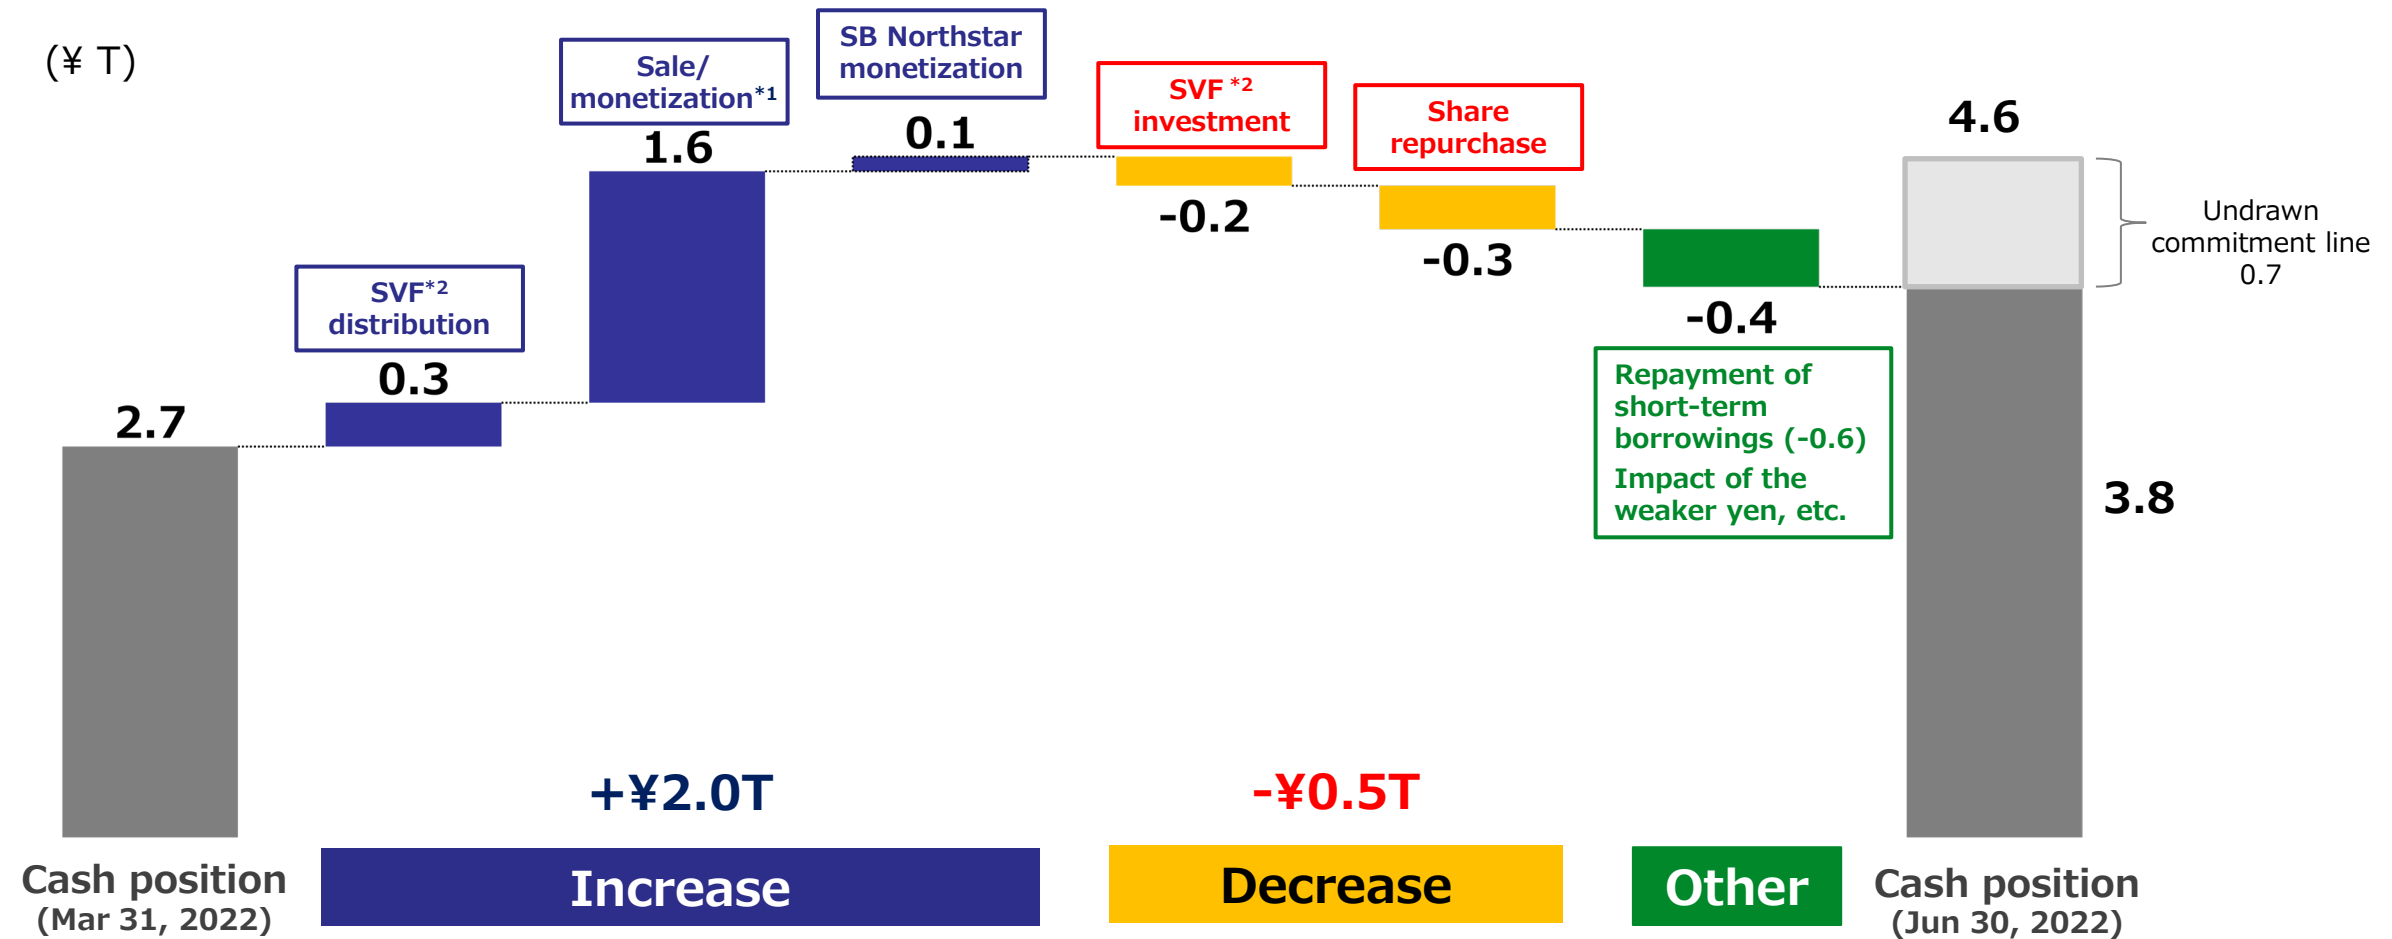 (¥ T)
2.7
SVF*2
distribution
0.3
Sale/
monetization*1
1.6
SB Northstar
monetization
0.1
SVF *2
investment
-0.2
Share
repurchase
-0.3
-0.4
Repayment of
short-term
borrowings (-0.6)
Impact of the
weaker yen, etc.
4.6
Undrawn
commitment line
0.7
3.8
+¥2.0T
-¥0.5T
Cash position
(Mar 31, 2022)
Increase
Decrease
Other
Cash position
(Jun 30, 2022)